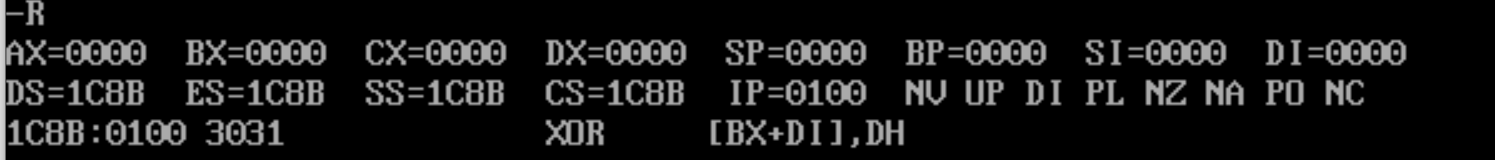 -R
AX=0000 BX=0000 CX=0000 DX=0000 SP=0000 BP=0000 SI=0000 DI=0000
DS=1C8B ES=1C8B SS=1C8B CS=1C8B IP=0100 NV UP DI PL NZ NA PO NC
1C8B:0100 3031 XOR [BX+DI],DH